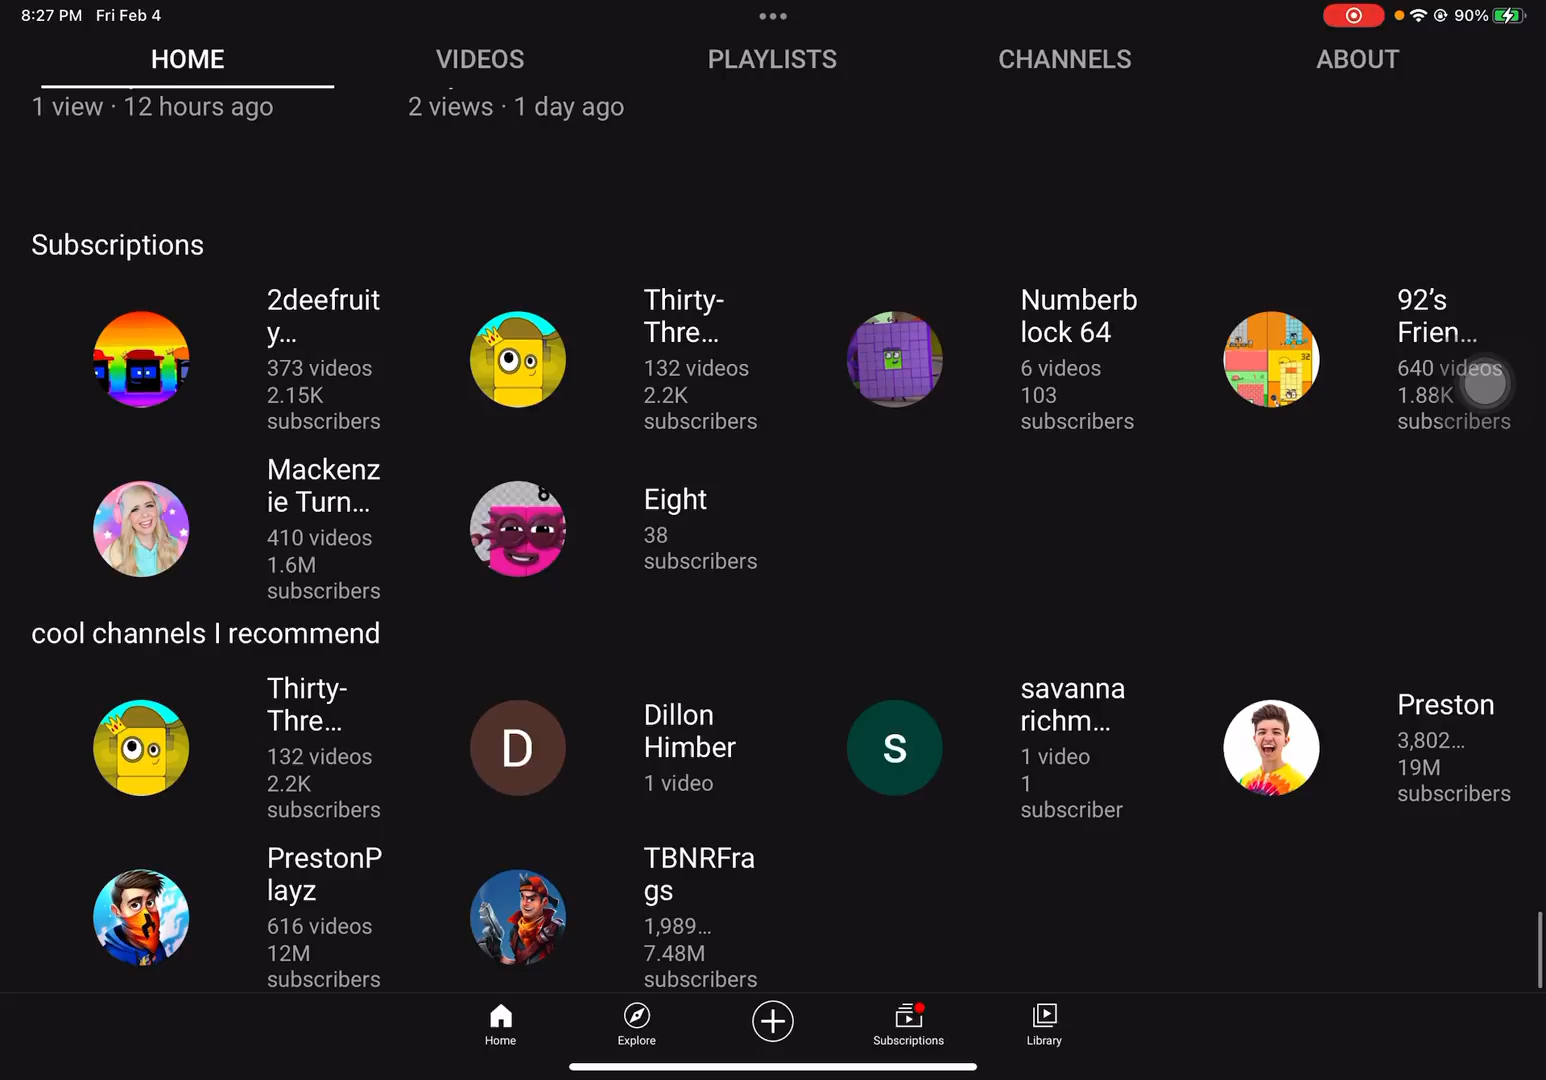 8:27 PM Fri Feb 4
90%
HOME VIDEOS PLAYLISTS CHANNELS ABOUT
1 view · 12 hours ago
2 views · 1 day ago
Subscriptions
2deefruit
y...
373 videos
2.15K
subscribers
Thirty-
Thre...
132 videos
2.2K
subscribers
Numberb
lock 64
6 videos
103
subscribers
92’s
Frien...
640 videos
1.88K
subscribers
32
Mackenz
ie Turn...
410 videos
1.6M
subscribers
8
Eight
38
subscribers
cool channels I recommend
Thirty-
Thre...
132 videos
2.2K
subscribers
D
Dillon
Himber
1 video
s
savanna
richm...
1 video
1
subscriber
Preston
3,802...
19M
subscribers
PrestonP
layz
616 videos
12M
subscribers
TBNRFra
gs
1,989...
7.48M
subscribers
Home Explore Subscriptions Library